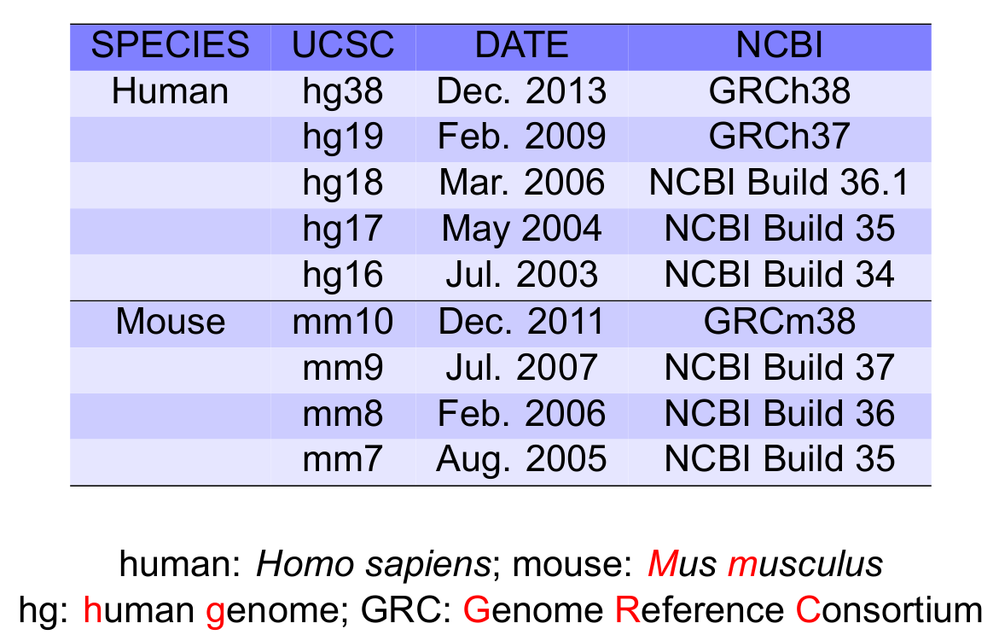 SPECIES UCSC DATE NCBI
Human hg38 Dec. 2013 GRCh38
hg19 Feb. 2009 GRCh37
hg18 Mar. 2006 NCBI Build 36.1
hg17 May 2004 NCBI Build 35
hg16 Jul. 2003 NCBI Build 34
Mouse mm10 Dec. 2011 GRCm38
mm9 Jul. 2007 NCBI Build 37
mm8 Feb. 2006 NCBI Build 36
mm7 Aug. 2005 NCBI Build 35
human: Homo sapiens; mouse: Mus musculus
hg: human genome; GRC: Genome Reference Consortium